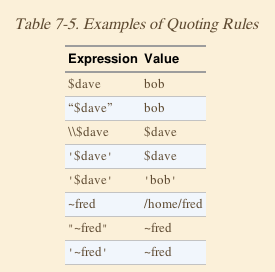 Table 7-5. Examples of Quoting Rules
Expression Value
$dave bob
“$dave” bob
\\$dave $dave
'$dave' $dave
'$dave' 'bob'
~fred /home/fred
"~fred" ~fred
'~fred' ~fred